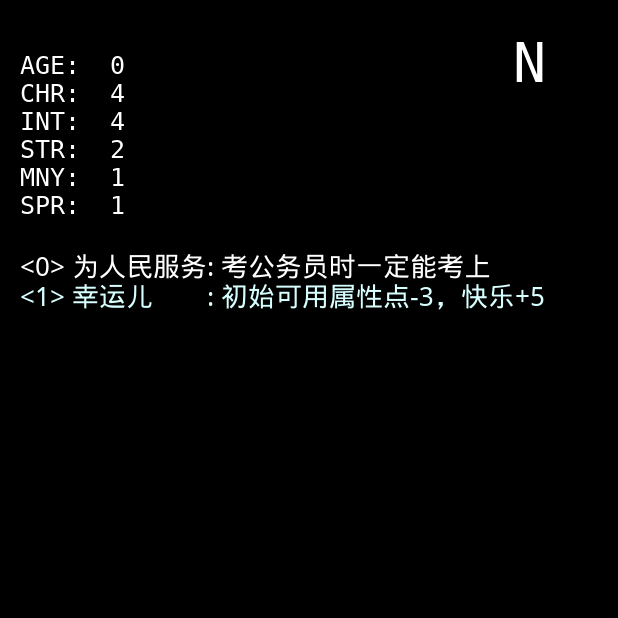 N
AGE: 0
CHR: 4
INT: 4
STR: 2
MNY: 1
SPR: 1
<0> 为人民服务: 考公务员时一定能考上
<1> 幸运儿 : 初始可用属性点-3，快乐+5